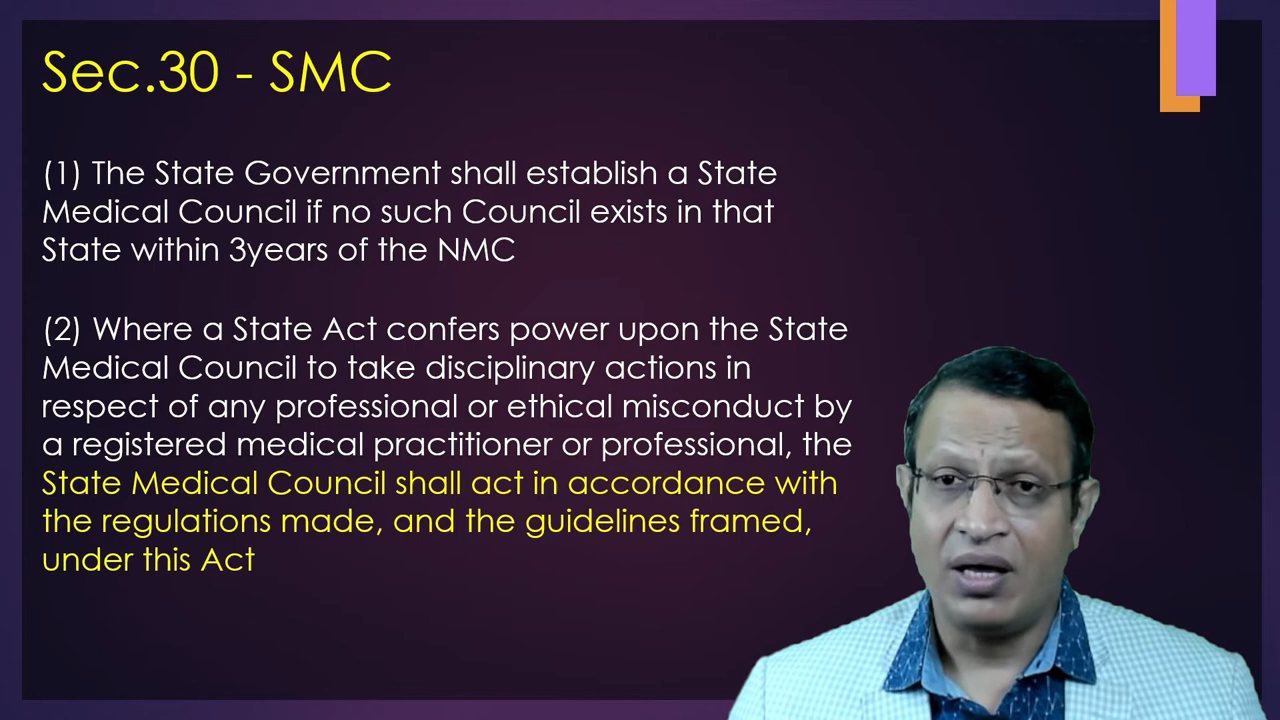 Sec.30 - SMC
(1) The State Government shall establish a State
Medical Council if no such Council exists in that
State within 3years of the NMC
(2) Where a State Act confers power upon the State
Medical Council to take disciplinary actions in
respect of any professional or ethical misconduct by
a registered medical practitioner or professional, the
State Medical Council shall act in accordance with
the regulations made, and the guidelines framed,
under this Act